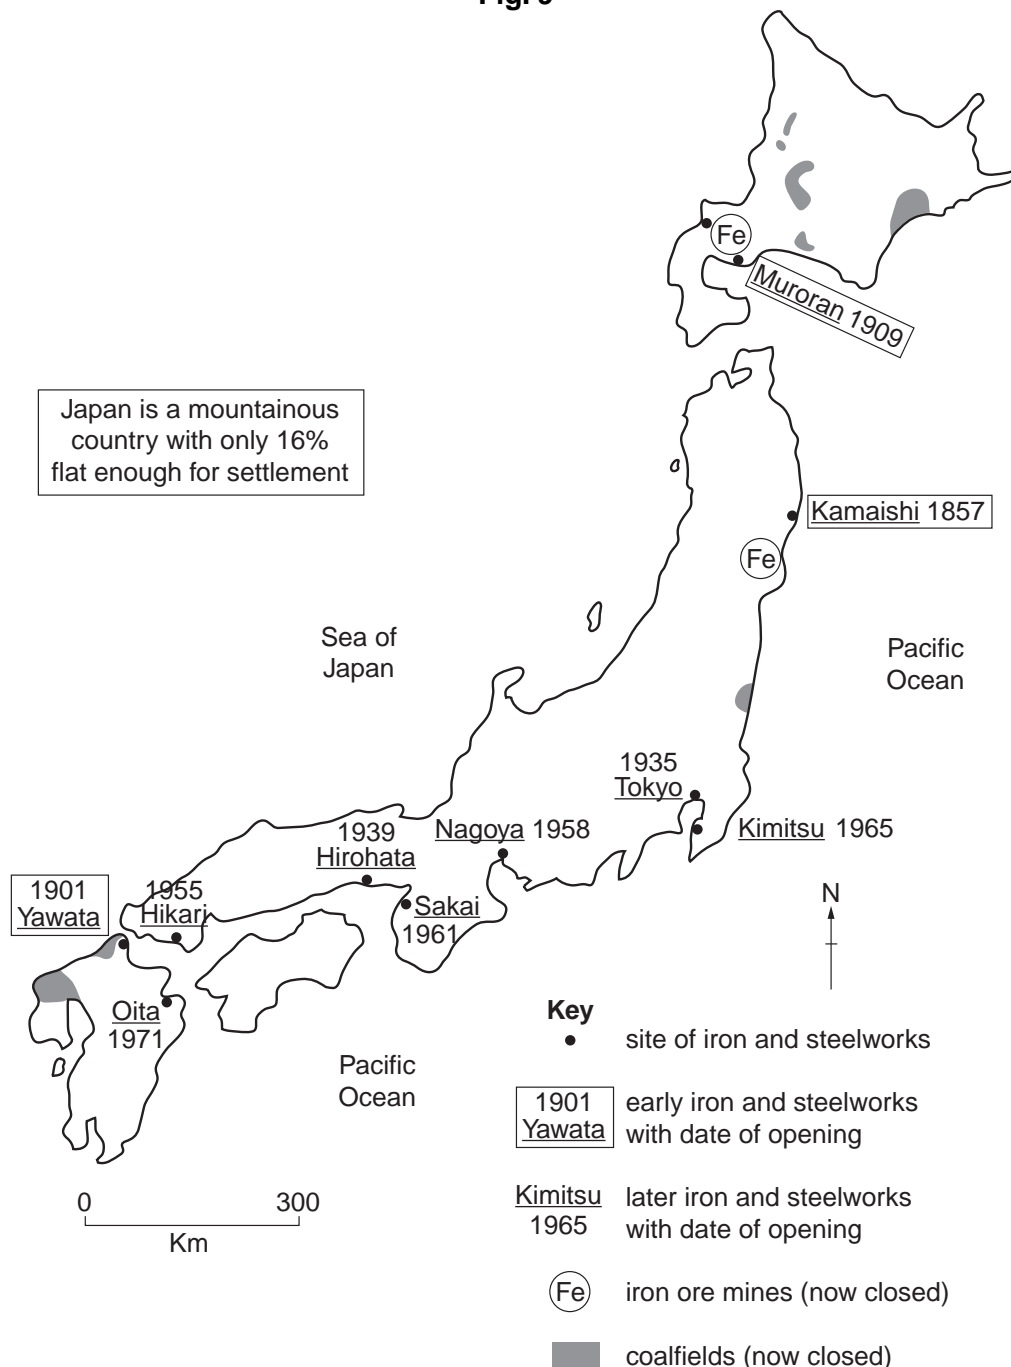 Fe
Muroran 1909
Japan is a mountainous
country with only 16%
flat enough for settlement
Kamaishi 1857
Fe
Sea of
Japan
Pacific
Ocean
1935
Tokyo
Kimitsu 1965
Nagoya 1958
1939
Hirohata
Sakai
1961
1955
Hikari
1901
Yawata
Oita
1971
Pacific
Ocean
N
0 300
Km
Key
site of iron and steelworks
1901
Yawata
early iron and steelworks
with date of opening
Kimitsu
1965
later iron and steelworks
with date of opening
Fe
iron ore mines (now closed)
coalfields (now closed)